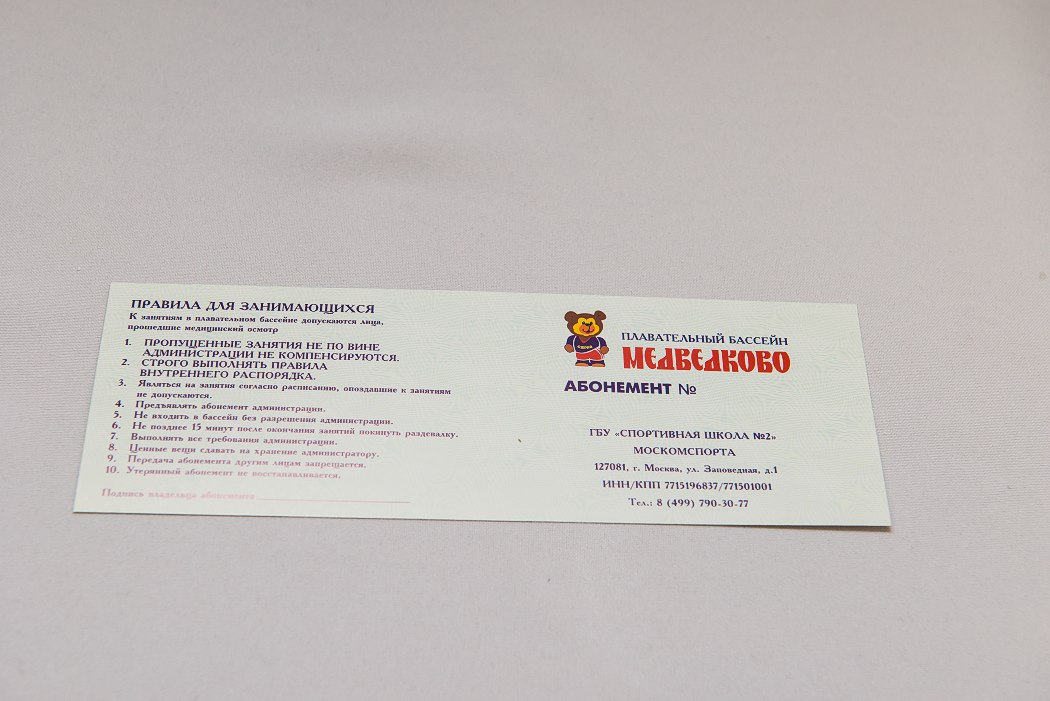 ПРАВИЛА ДЛЯ ЗАНИМАЮЩИХСЯ
К занятиям в плавательном бассейне допускаются лица,
прошедшие медицинский осмотр
1. ПРОПУЩЕННЫЕ ЗАНЯТИЯ НЕ ПО ВИНЕ
АДМИНИСТРАЦИИ НЕ КОМПЕНСИРУЮТСЯ.
2. СТРОГО ВЫПОЛНЯТЬ ПРАВИЛА
ВНУТРЕННЕГО РАСПОРЯДКА.
3. Являться на занятия согласно расписанию, опоздавшие к занятиям
не допускаются.
4. Предъявлять абонемент администрации.
5. Не входить в бассейн без разрешения администрации.
6. Не позднее 15 минут после окончания занятий покинуть раздевалку.
7. Выполнять все требования администрации.
8. Ценные вещи сдавать на хранение администратору.
9. Передача абонемента другим лицам запрещается.
10. Утерянный абонемент не восстанавливается.
Подпись владельца абонемента
ПЛАВАТЕЛЬНЫЙ БАССЕЙН
МЕДВЕДКОВО
АБОНЕМЕНТ №
ГБУ «СПОРТИВНАЯ ШКОЛА №2»
МОСКОМСПОРТА
127081, г. Москва, ул. Заповедная, д.1
ИНН/КПП 7715196837/771501001
Тел.: 8 (499) 790-30-77